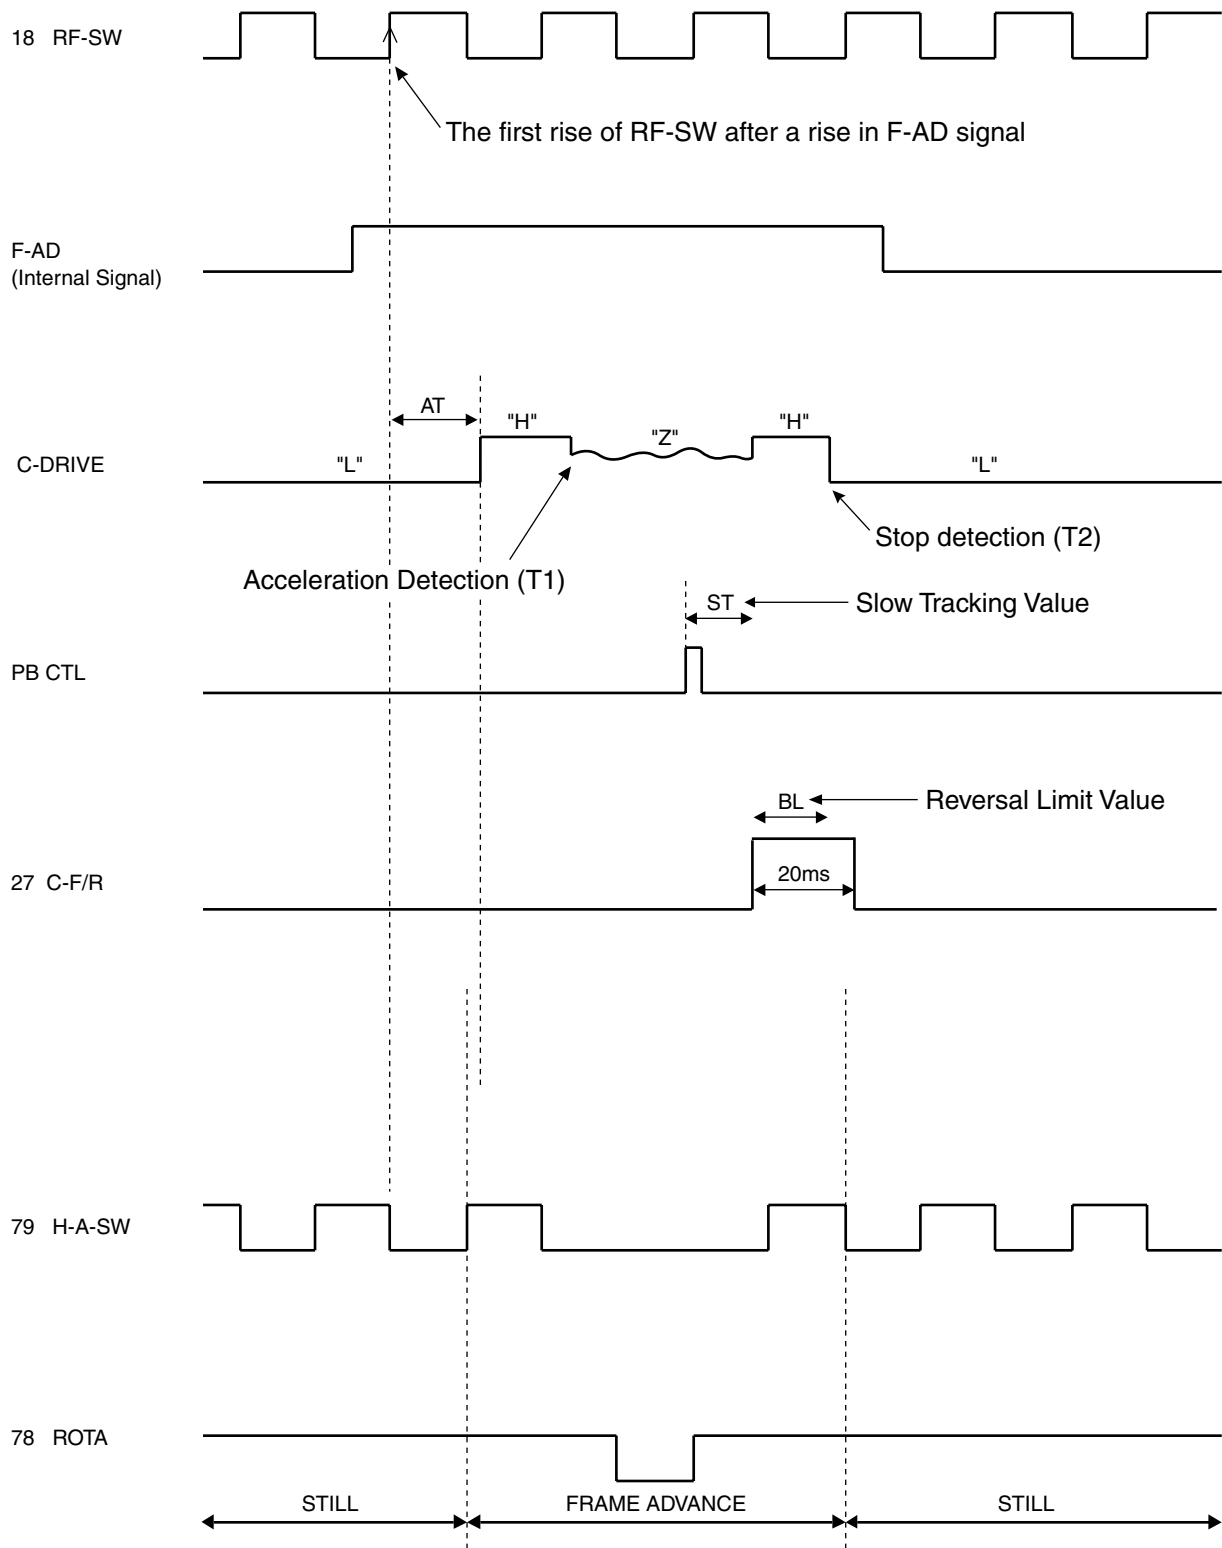 18 RF-SW
The first rise of RF-SW after a rise in F-AD signal
F-AD
(Internal Signal)
AT
"H"
"Z"
"H"
C-DRIVE
"L"
"L"
Stop detection (T2)
Acceleration Detection (T1)
ST
Slow Tracking Value
PB CTL
BL
Reversal Limit Value
27 C-F/R
20ms
79 H-A-SW
78 ROTA
STILL
FRAME ADVANCE
STILL